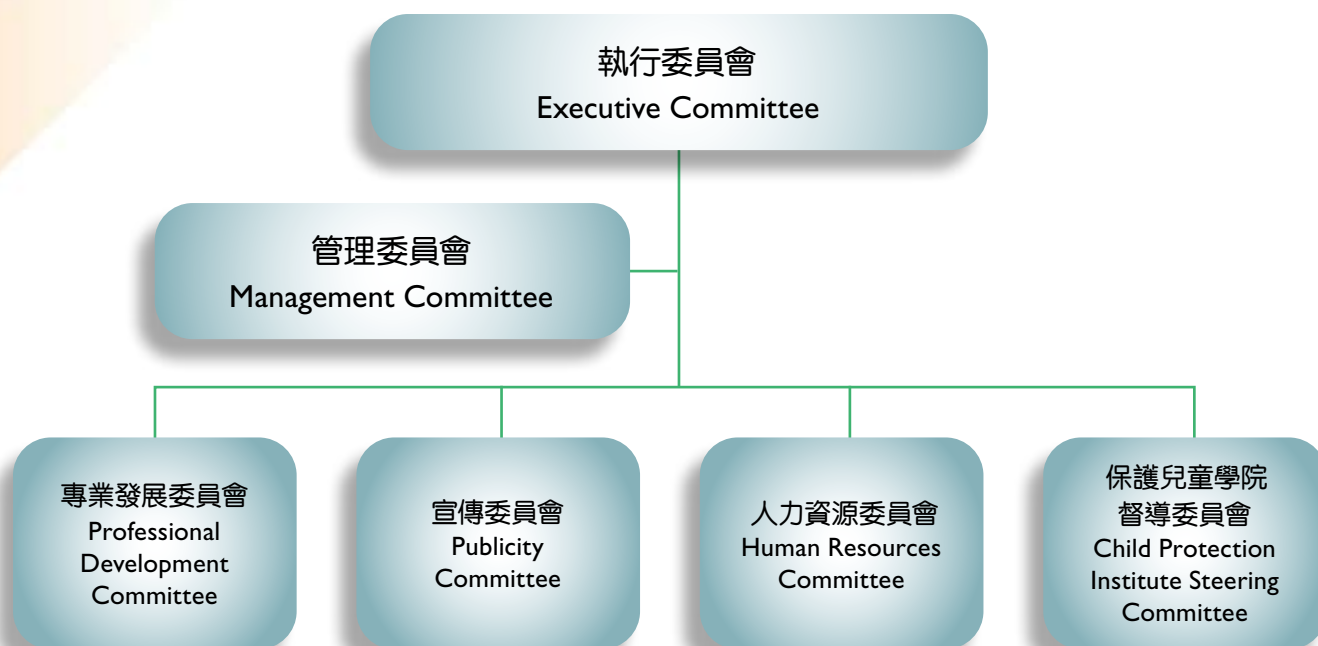 執行委員會
Executive Committee
管理委員會
Management Committee
專業發展委員會
Professional
Development
Committee
宣傳委員會
Publicity
Committee
人力資源委員會
Human Resources
Committee
保護兒童學院
督導委員會
Child Protection
Institute Steering
Committee